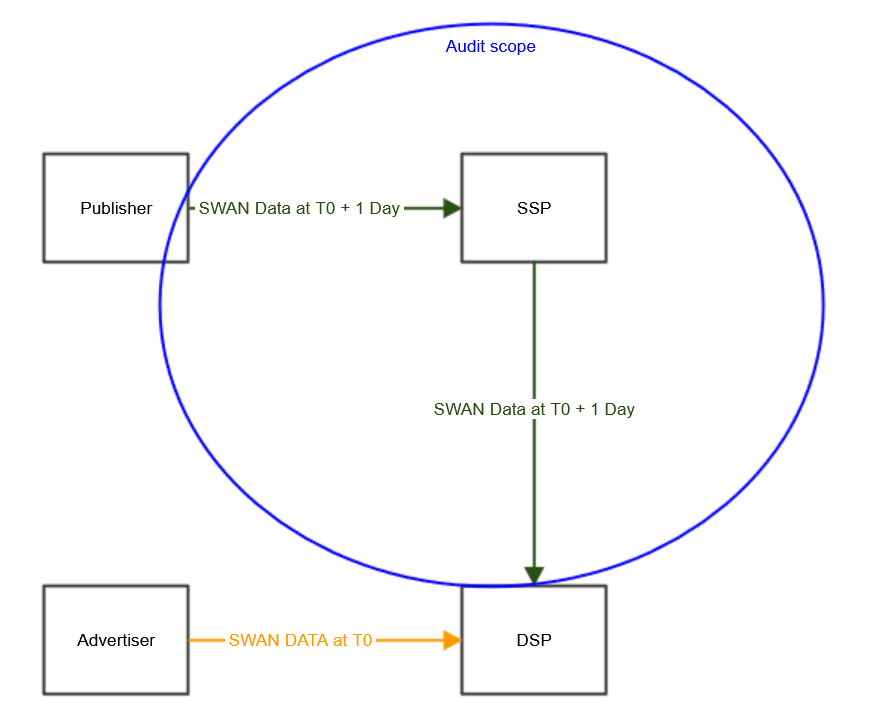 Audit scope
Publisher
SWAN Data at T0 + 1 Day
SSP
SWAN Data at T0 + 1 Day
Advertiser
SWAN DATA at T0
DSP